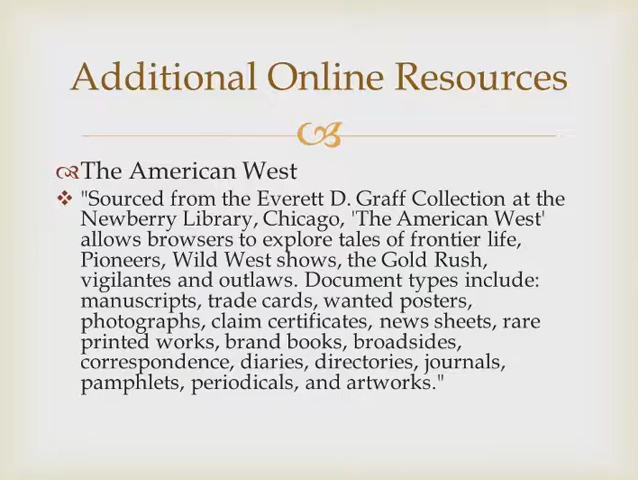 Additional Online Resources
The American West
"Sourced from the Everett D. Graff Collection at the
Newberry Library, Chicago, 'The American West'
allows browsers to explore tales of frontier life,
Pioneers, Wild West shows, the Gold Rush,
vigilantes and outlaws. Document types include:
manuscripts, trade cards, wanted posters,
photographs, claim certificates, news sheets, rare
printed works, brand books, broadsides,
correspondence, diaries, directories, journals,
pamphlets, periodicals, and artworks."